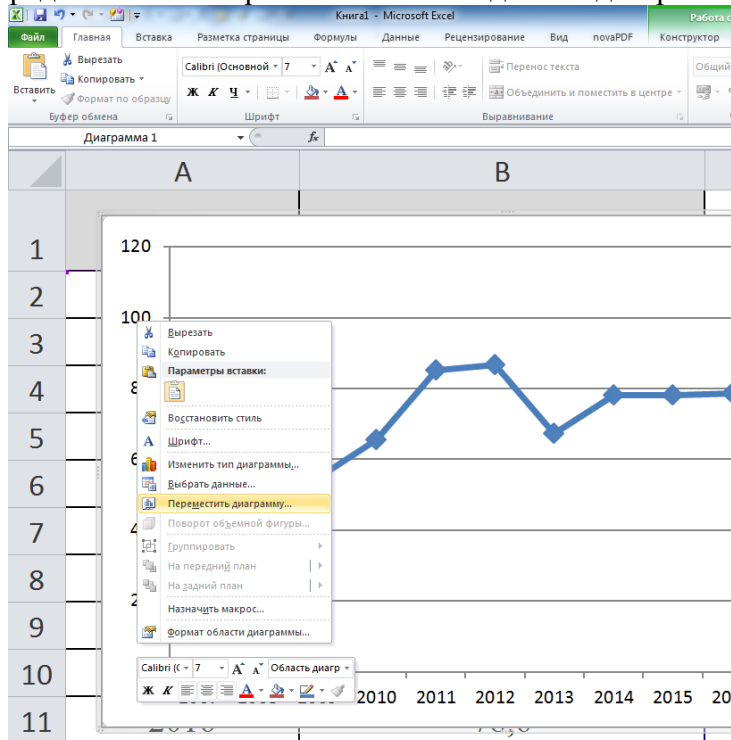 Книга1 - Microsoft Excel
Работа с
Файл Главная Вставка Разметка страницы Формулы Данные Рецензирование Вид novaPDF Конструктор
Вставить
Вырезать
Копировать
Формат по образцу
Буфер обмена
Calibri (Основной 7
Ж К Ч
Шрифт
Перенос текста
Объединить и поместить в центре
Выравнивание
Общий
Диаграмма 1 fx
A B
1
2
3
4
5
6
7
8
9
10
11
120
100
Вырезать
Копировать
Параметры вставки:
Восстановить стиль
Шрифт...
Изменить тип диаграммы...
Выбрать данные...
Переместить диаграмму...
Поворот объемной фигуры...
Группировать
На передний план
На задний план
Назначить макрос...
Формат области диаграммы...
Calibri (С 7 A A Область диагр
Ж К A
2010 2011 2012 2013 2014 2015 20